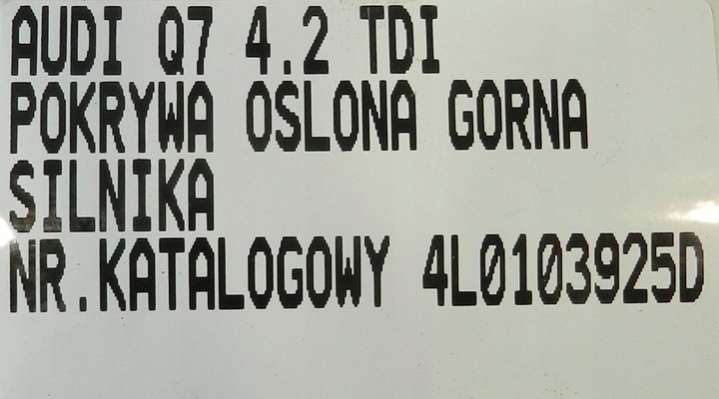 AUDI Q7 4.2 TDI
POKRYWA OSLONA GORNA
SILNIKA
NR.KATALOGOWY 4L0103925D